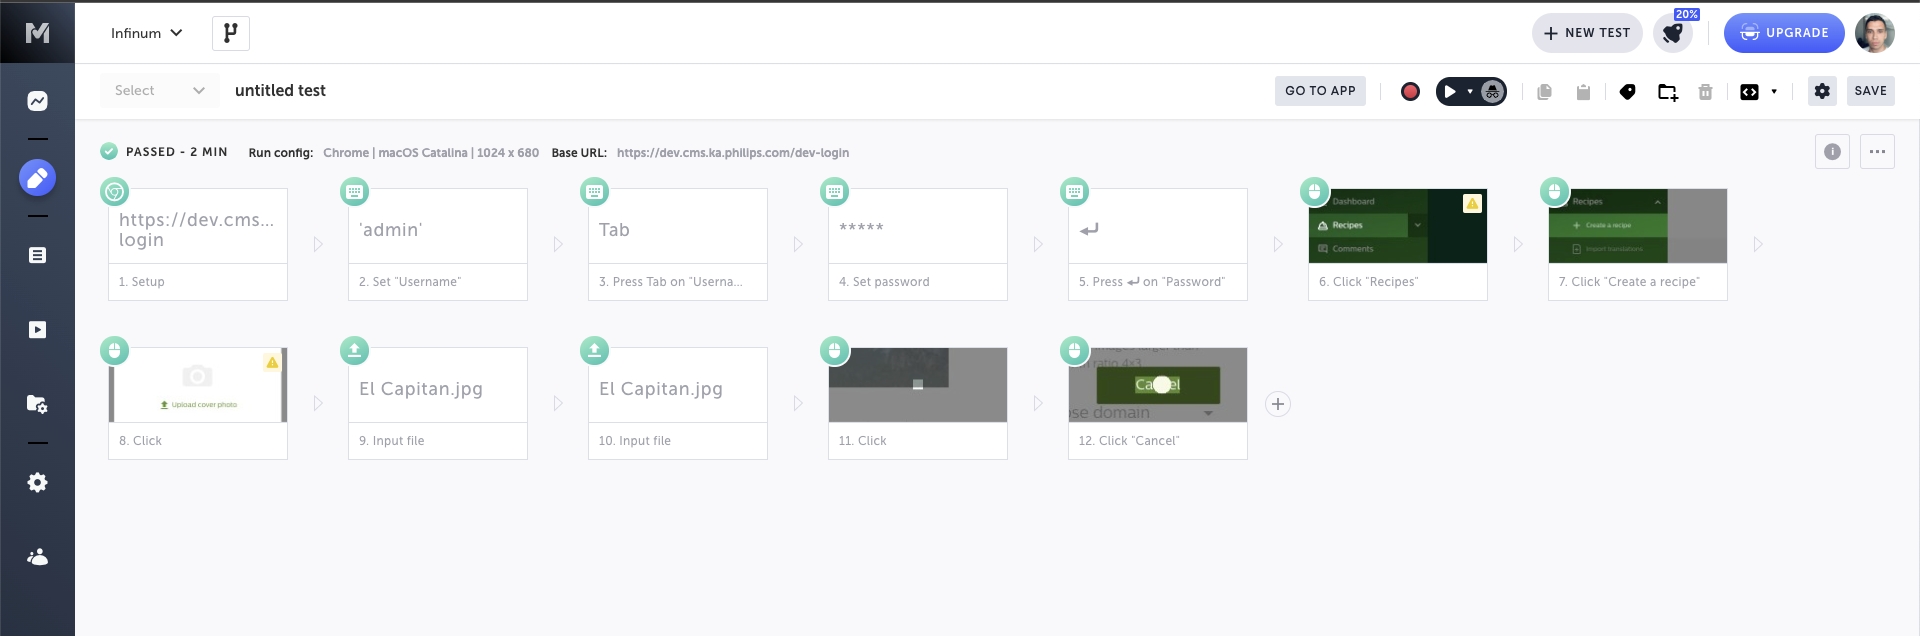 Infinum
NEW TEST
20%
UPGRADE
Select
untitled test
GO TO APP
SAVE
PASSED - 2 MIN
Run config: Chrome | macOS Catalina | 1024 x 680
Base URL: https://dev.cms.ka.philips.com/dev-login
https://dev.cms...
login
1. Setup
'admin'
2. Set "Username"
Tab
3. Press Tab on "Userna...
*****
4. Set password
5. Press ↵ on "Password"
Dashboard
Recipes
Comments
6. Click "Recipes"
Recipes
Create a recipe
Import translations
7. Click "Create a recipe"
Upload cover photo
8. Click
El Capitan.jpg
9. Input file
El Capitan.jpg
10. Input file
11. Click
ratio 4:3
Cancel
ose domain
12. Click "Cancel"